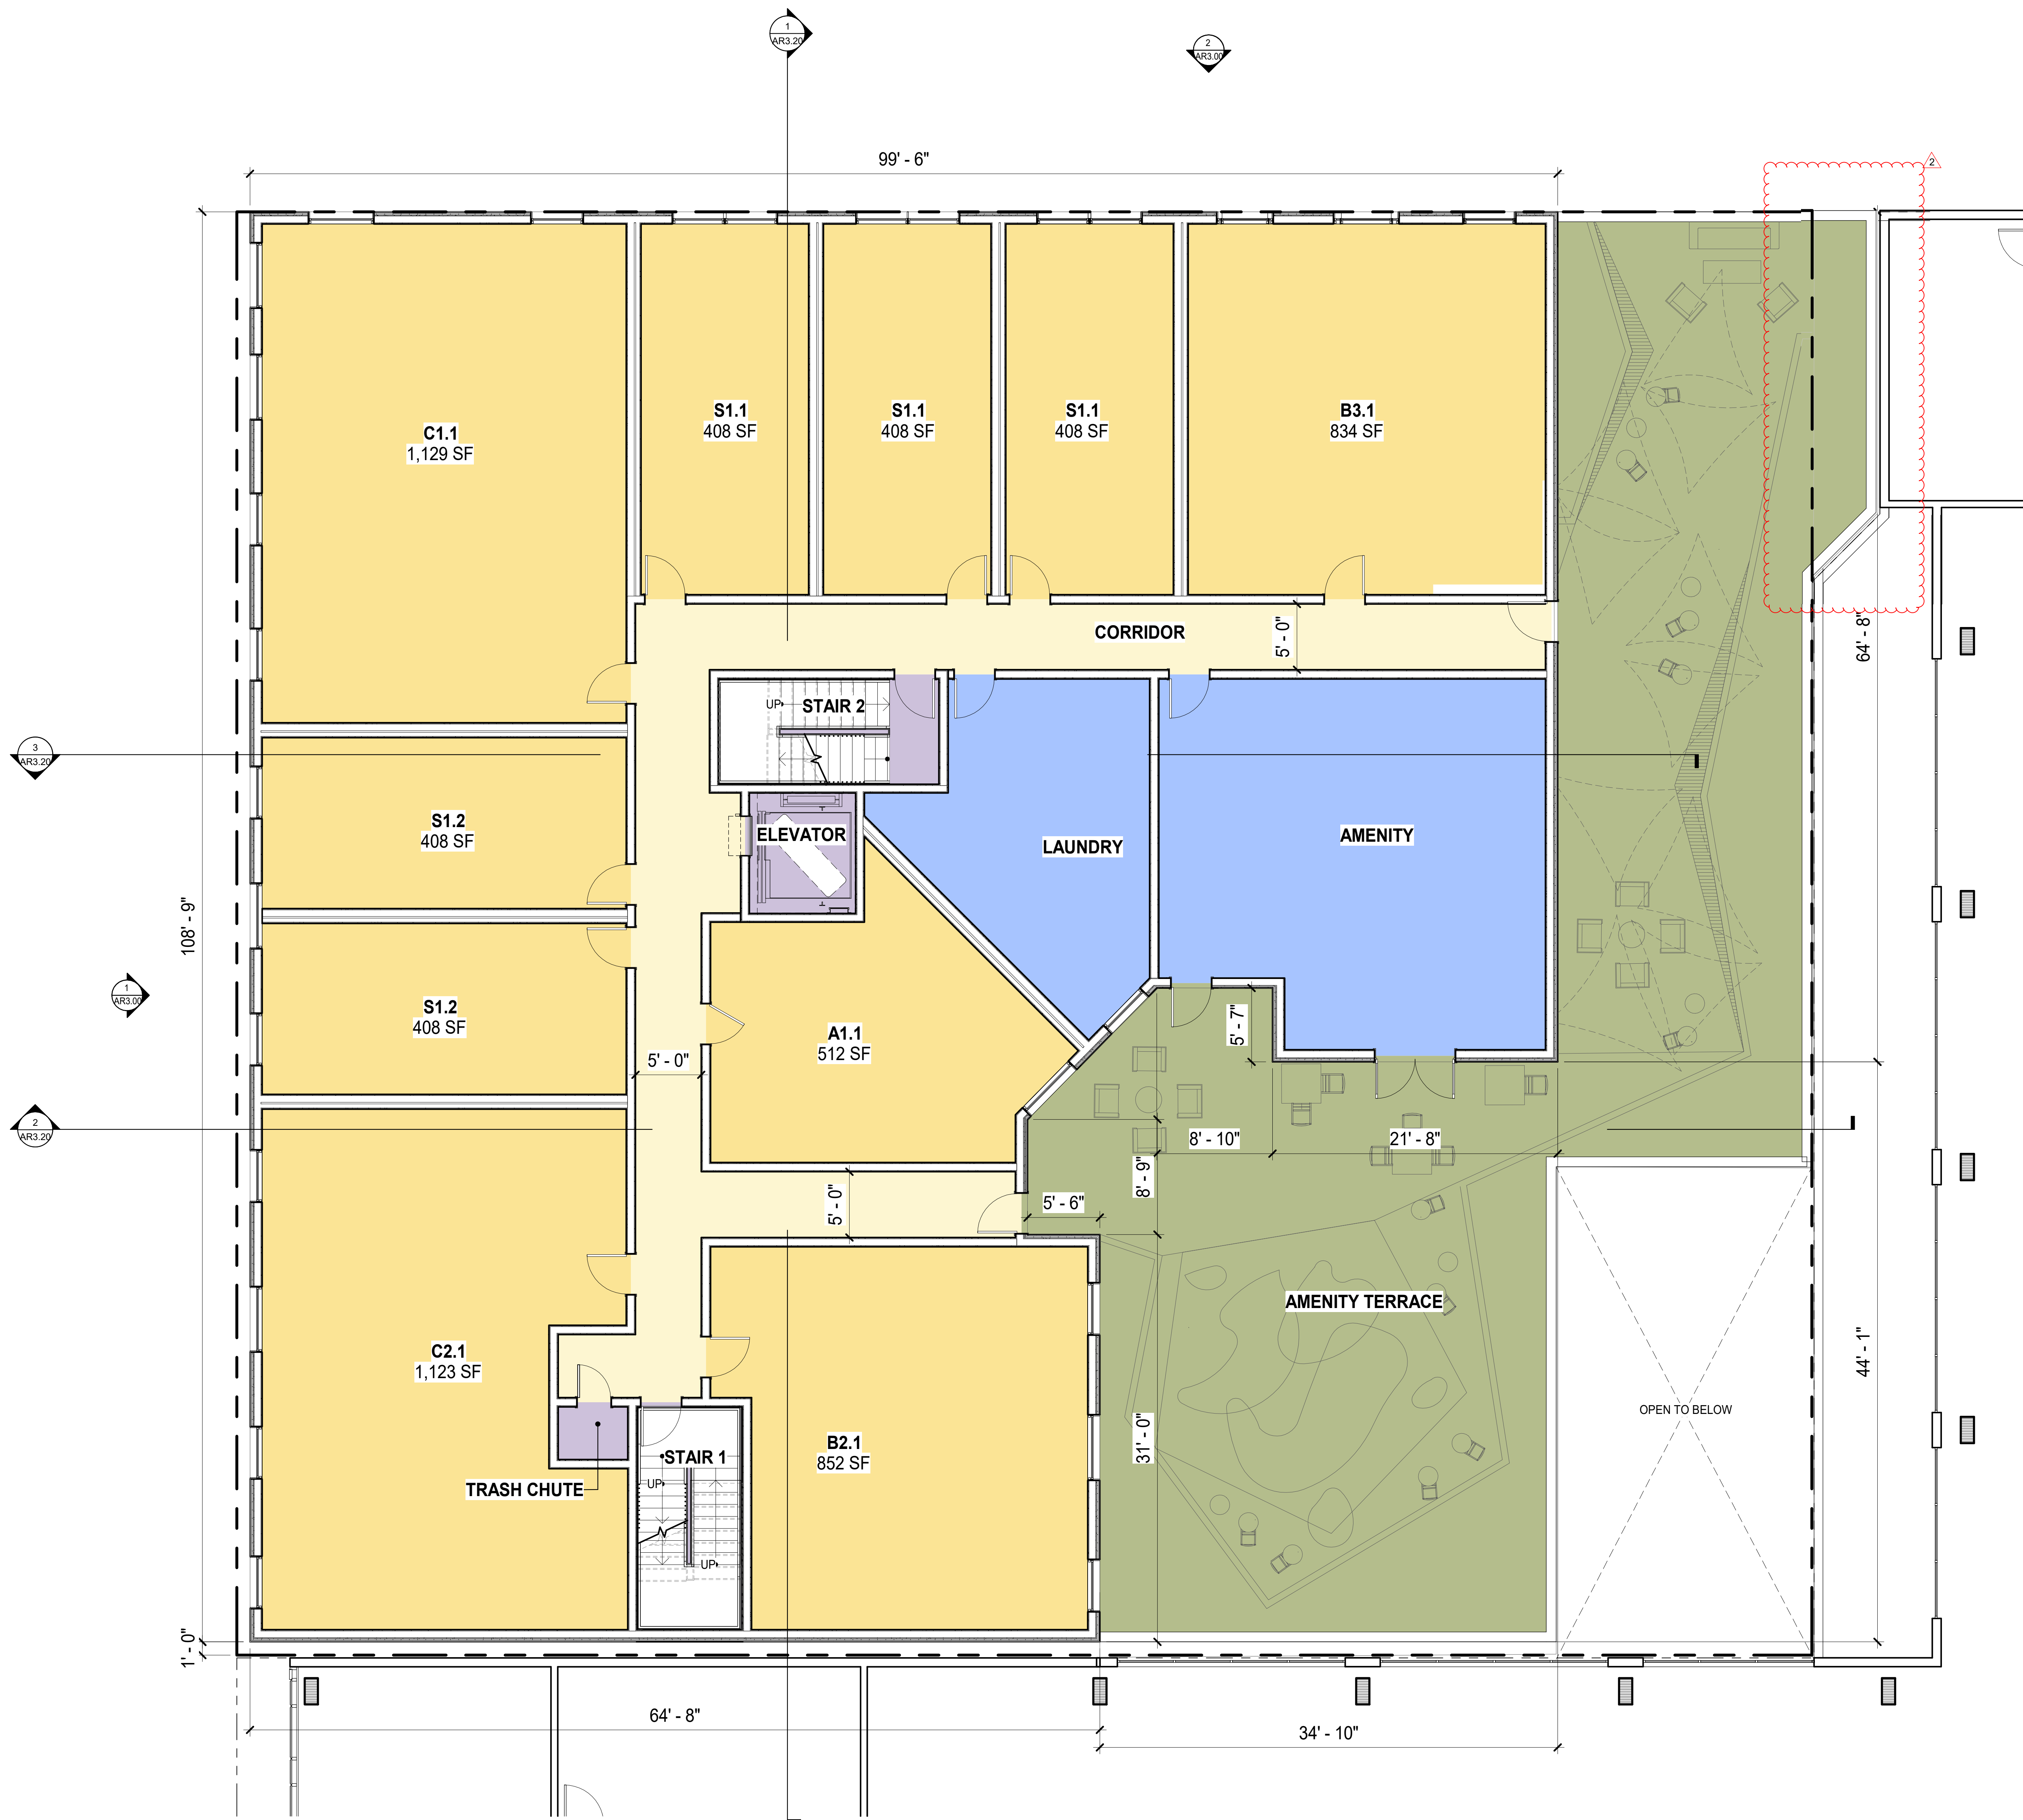 1
AR3.20
2
AR3.00
99' - 6"
2
C1.1
1,129 SF
S1.1
408 SF
S1.1
408 SF
S1.1
408 SF
B3.1
834 SF
CORRIDOR
5' - 0"
64' - 8"
UP
STAIR 2
3
AR3.20
S1.2
408 SF
ELEVATOR
LAUNDRY
AMENITY
108' - 9"
1
AR3.00
S1.2
408 SF
A1.1
512 SF
5' - 0"
5' - 7"
2
AR3.20
8' - 10"
21' - 8"
8' - 9"
5' - 0"
5' - 6"
AMENITY TERRACE
C2.1
1,123 SF
44' - 1"
OPEN TO BELOW
31' - 0"
B2.1
852 SF
STAIR 1
UP
TRASH CHUTE
UP
1' - 0"
64' - 8"
34' - 10"